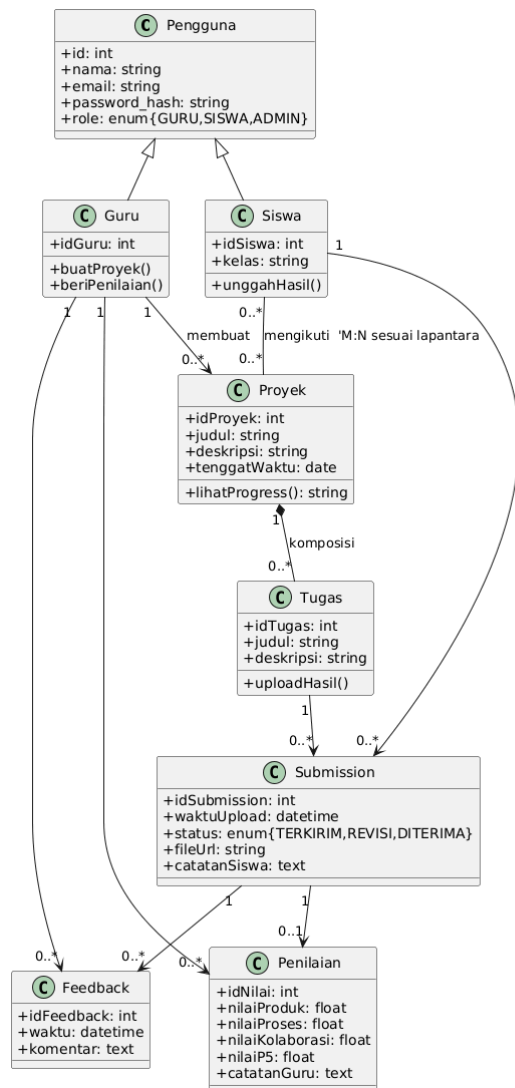 C Pengguna
+id: int
+nama: string
+email: string
+password_hash: string
+role: enum{GURU,SISWA,ADMIN}
C Guru
+idGuru: int
+buatProyek()
+beriPenilaian()
C Siswa
+idSiswa: int
+kelas: string
+unggahHasil()
1
1
1
1
0..*
membuat
mengikuti 'M:N sesuai lapantara
0..*
0..*
C Proyek
+idProyek: int
+judul: string
+deskripsi: string
+tenggatWaktu: date
+lihatProgress(): string
1
komposisi
0..*
C Tugas
+idTugas: int
+judul: string
+deskripsi: string
+uploadHasil()
1
0..*
0..*
C Submission
+idSubmission: int
+waktuUpload: datetime
+status: enum{TERKIRIM,REVISI,DITERIMA}
+fileUrl: string
+catatanSiswa: text
1
1
0..*
0..*
0..*
0..1
C Feedback
+idFeedback: int
+waktu: datetime
+komentar: text
C Penilaian
+idNilai: int
+nilaiProduk: float
+nilaiProses: float
+nilaiKolaborasi: float
+nilaiP5: float
+catatanGuru: text